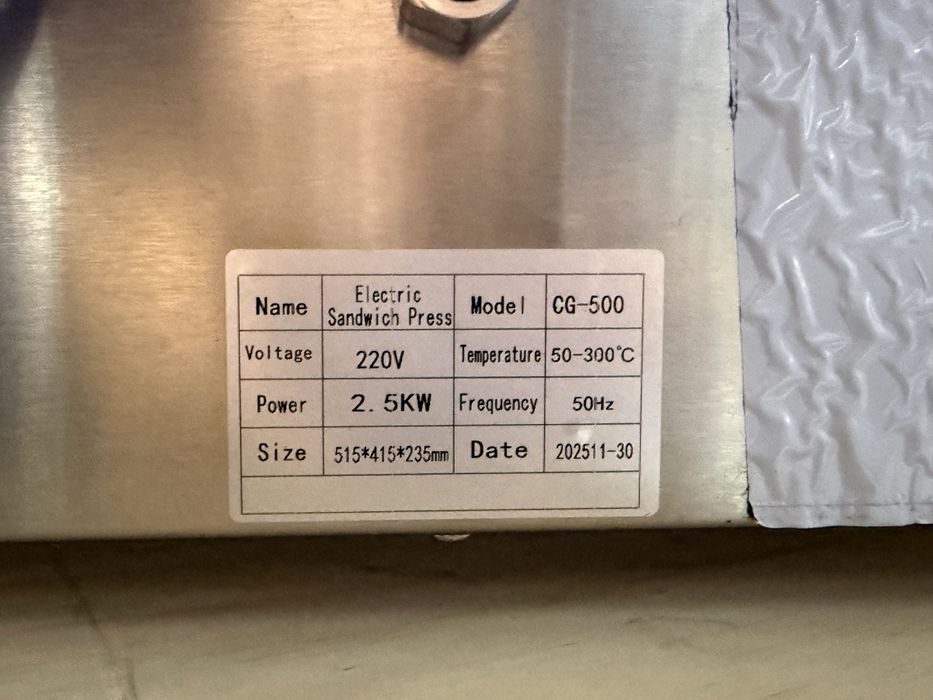 Name Electric Sandwich Press Model CG-500
Voltage 220V Temperature 50-300℃
Power 2.5KW Frequency 50Hz
Size 515*415*235mm Date 202511-30